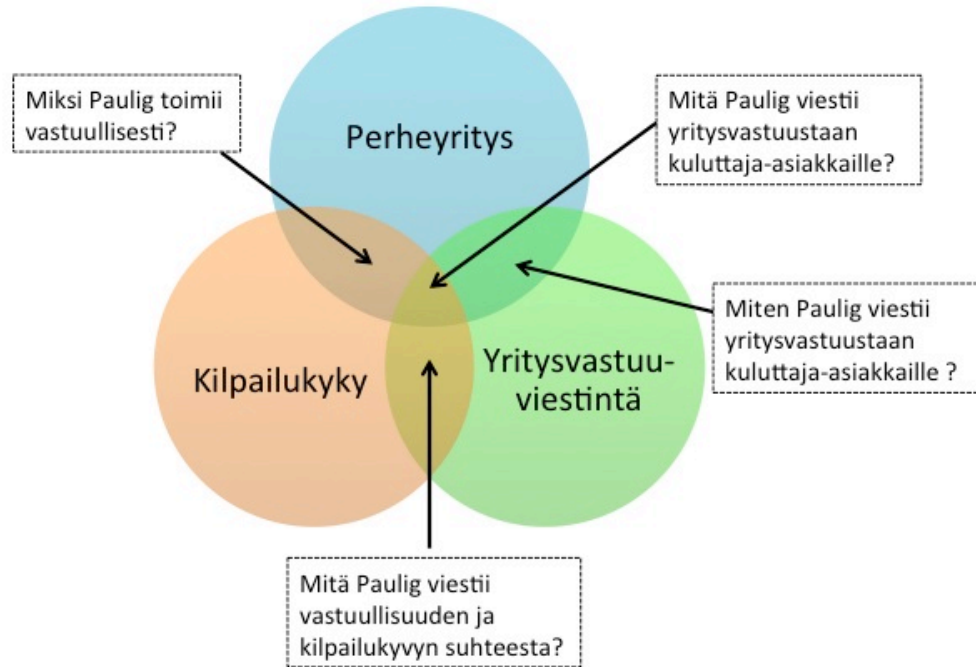 Miksi Paulig toimii
vastuullisesti?
Perheyritys
Mitä Paulig viestii
yritysvastuustaan
kuluttaja-asiakkaille?
Miten Paulig viestii
yritysvastuustaan
kuluttaja-asiakkaille ?
Kilpailukyky
Yritysvastuu-
viestintä
Mitä Paulig viestii
vastuullisuuden ja
kilpailukyvyn suhteesta?